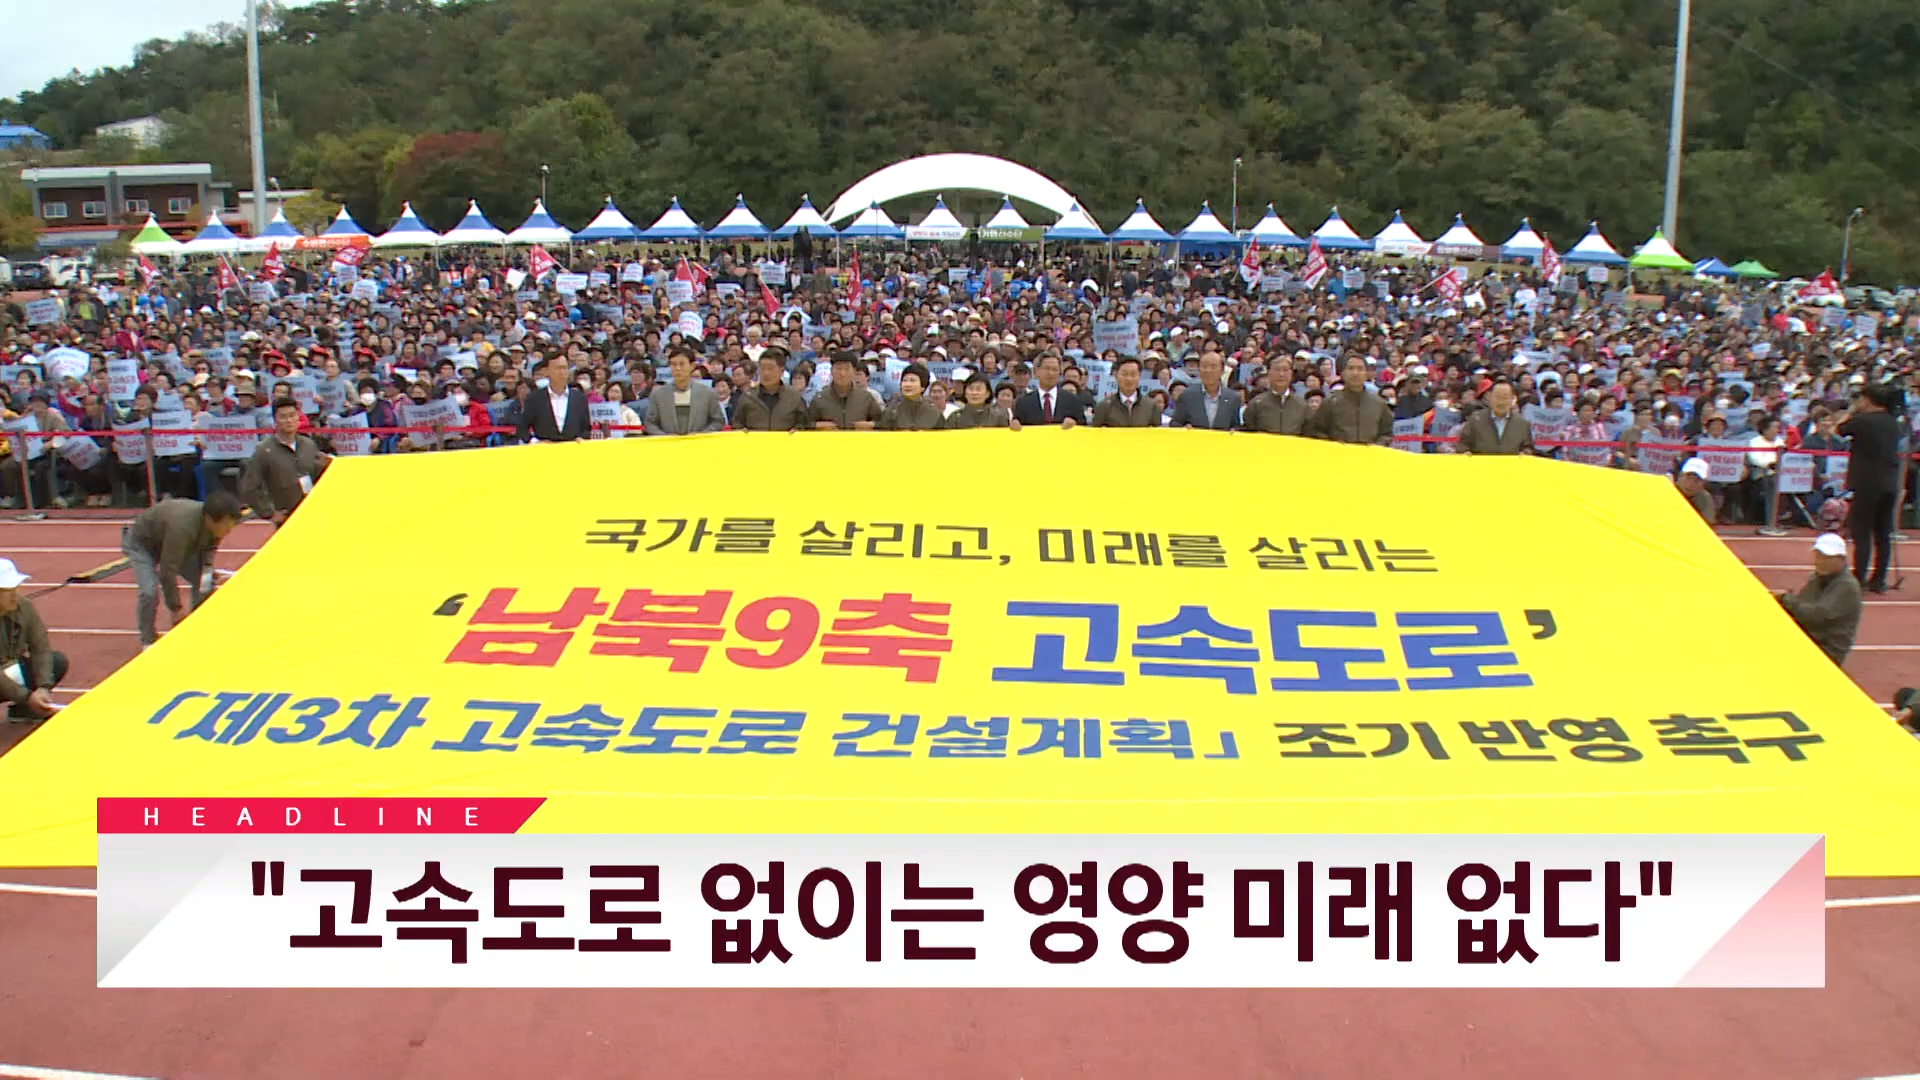 국가를 살리고, 미래를 살리는
‘남북9축 고속도로’
「제3차 고속도로 건설계획」 조기 반영 촉구
HEADLINE
"고속도로 없이는 영양 미래 없다"